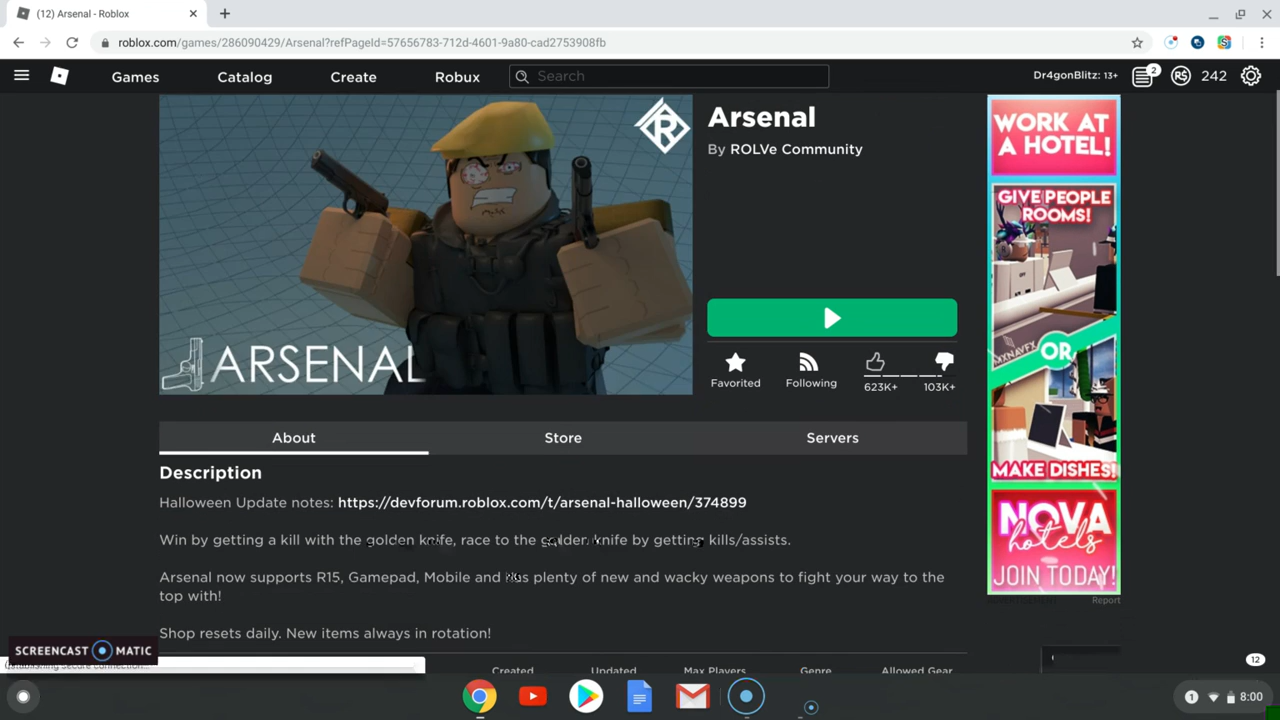 (12) Arsenal - Roblox
roblox.com/games/286090429/Arsenal?refPageId=57656783-712d-4601-9a80-cad2753908fb
Games
Catalog
Create
Robux
Search
Dr4gonBlitz: 13+
2
242
Arsenal
By ROLVe Community
ARSENAL
Favorited
Following
623K+
103K+
WORK AT
A HOTEL!
GIVE PEOPLE
ROOMS!
MXNAVFX
OR
MAKE DISHES!
NOVA
hotels
JOIN TODAY!
Report
About
Store
Servers
Description
Halloween Update notes: https://devforum.roblox.com/t/arsenal-halloween/374899
Win by getting a kill with the golden knife, race to the golden knife by getting kills/assists.
Arsenal now supports R15, Gamepad, Mobile and has plenty of new and wacky weapons to fight your way to the
top with!
Shop resets daily. New items always in rotation!
Created
Updated
Max Players
Genre
Allowed Gear
SCREENCAST MATIC
12
1
8:00